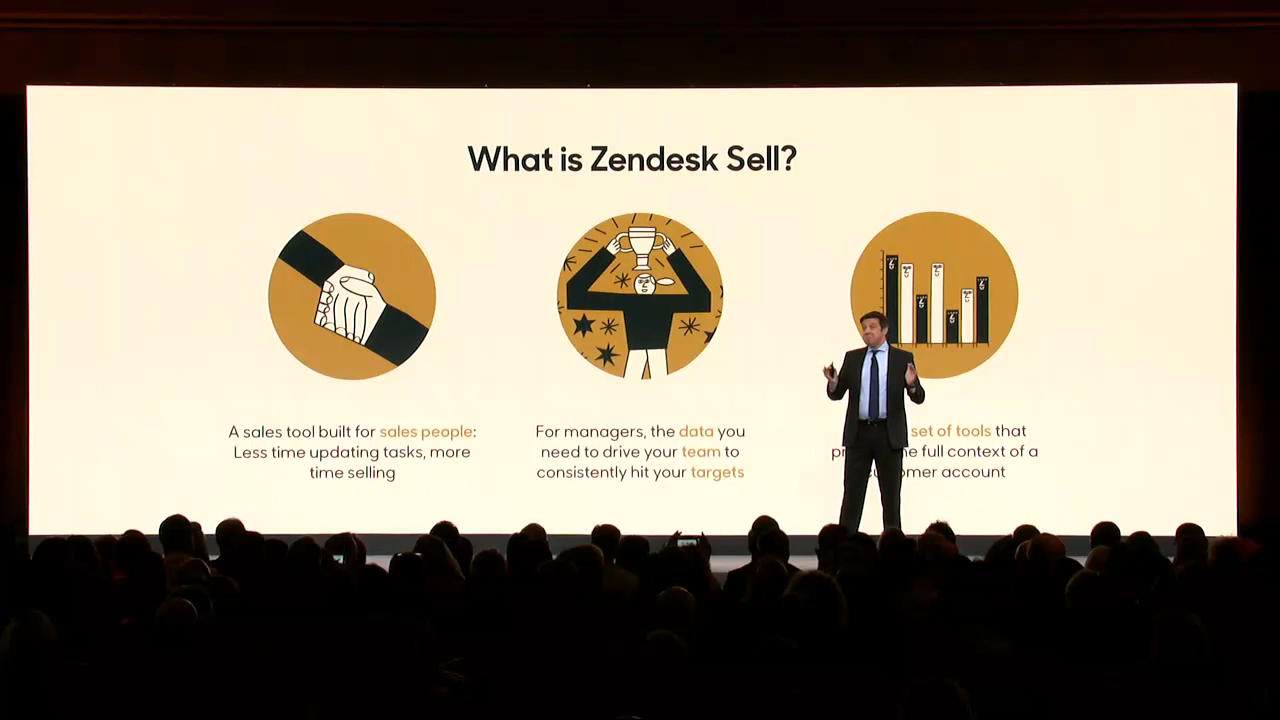 What is Zendesk Sell?
A sales tool built for sales people:
Less time updating tasks, more
time selling
For managers, the data you
need to drive your team to
consistently hit your targets
set of tools that
full context of a
account